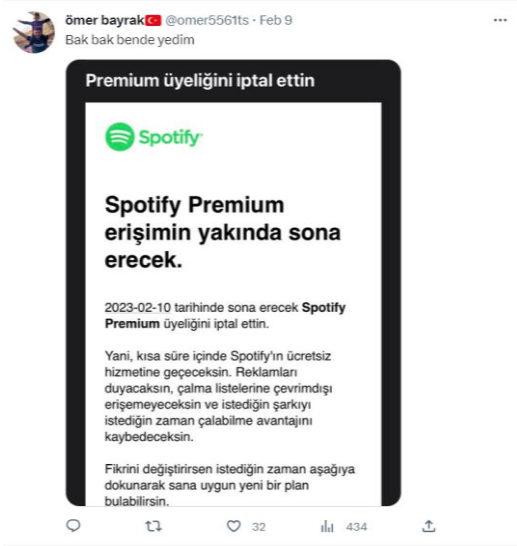 ömer bayrak🇹🇷 @omer5561ts · Feb 9
Bak bak bende yedim
Premium üyeliğini iptal ettin
Spotify
Spotify Premium
erişimin yakında sona
erecek.
2023-02-10 tarihinde sona erecek Spotify
Premium üyeliğini iptal ettin.
Yani, kısa süre içinde Spotify'ın ücretsiz
hizmetine geçeceksin. Reklamları
duyacaksın, çalma listelerine çevrimdışı
erişemeyeceksin ve istediğin şarkıyı
istediğin zaman çalabilme avantajını
kaybedeceksin.
Fikrini değiştirirsen istediğin zaman aşağıya
dokunarak sana uygun yeni bir plan
bulabilirsin.
32 434